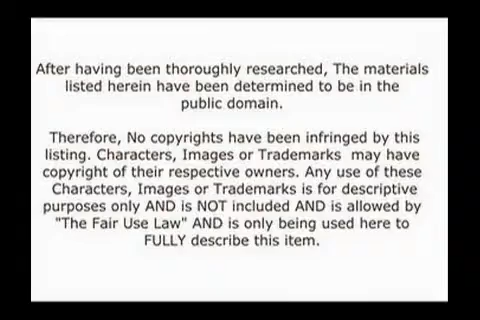 After having been thoroughly researched, The materials
listed herein have been determined to be in the
public domain.
Therefore, No copyrights have been infringed by this
listing. Characters, Images or Trademarks may have
copyright of their respective owners. Any use of these
Characters, Images or Trademarks is for descriptive
purposes only AND is NOT included AND is allowed by
"The Fair Use Law" AND is only being used here to
FULLY describe this item.